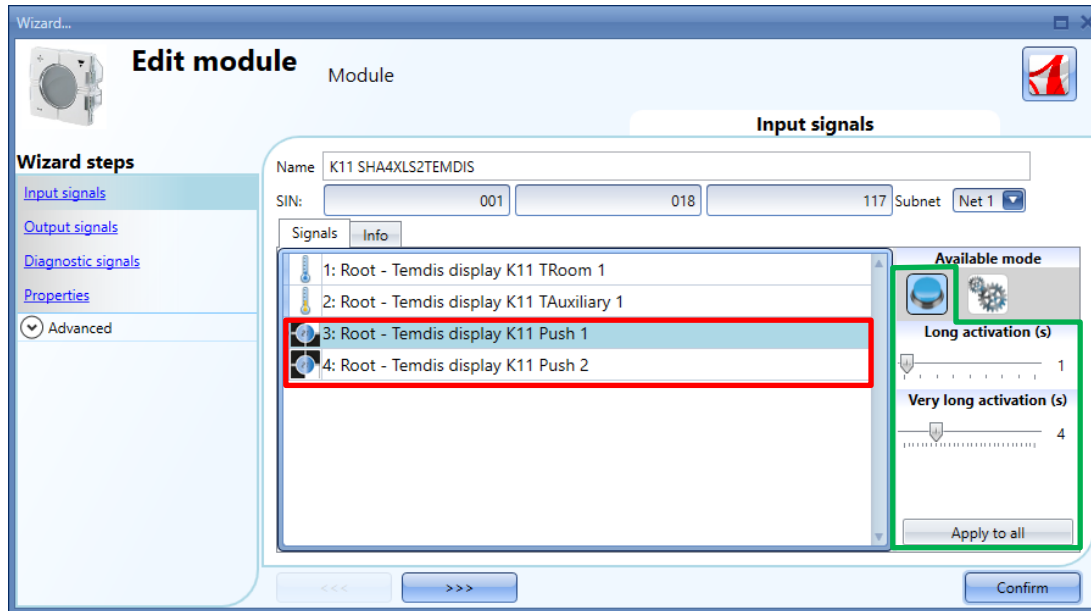 Wizard...
Edit module
Module
Input signals
Wizard steps
Input signals
Output signals
Diagnostic signals
Properties
Advanced
Name K11 SHA4XLS2TEMDIS
SIN: 001 018 117 Subnet Net 1
Signals Info
1: Root - Temdis display K11 TRoom 1
2: Root - Temdis display K11 TAuxiliary 1
3: Root - Temdis display K11 Push 1
4: Root - Temdis display K11 Push 2
Available mode
Long activation (s)
1
Very long activation (s)
4
Apply to all
<<< >>> Confirm